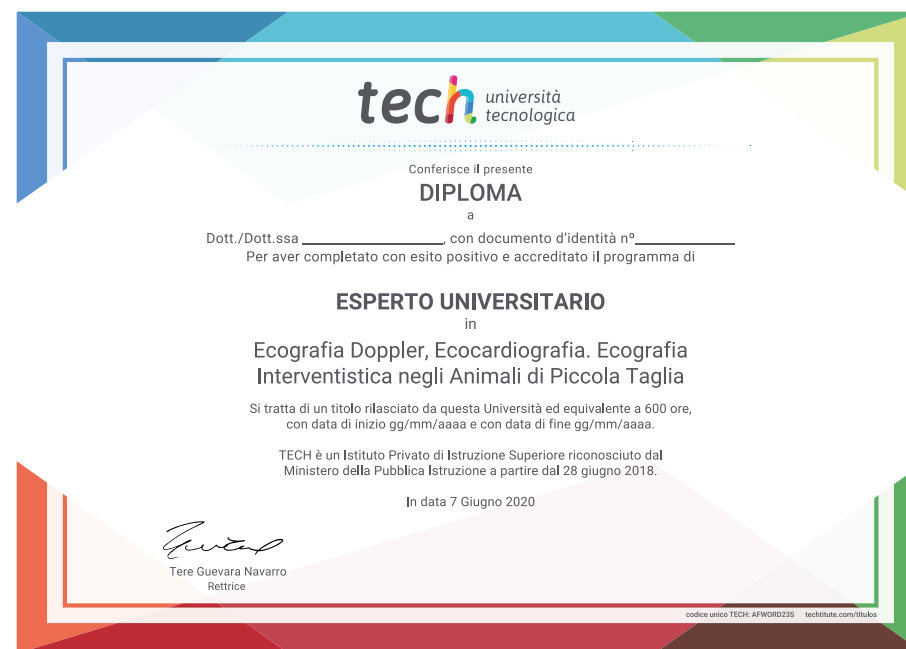 tech università
tecnologica
Conferisce il presente
DIPLOMA
a
Dott./Dott.ssa ____________________, con documento d'identità nº______________
Per aver completato con esito positivo e accreditato il programma di
ESPERTO UNIVERSITARIO
in
Ecografia Doppler, Ecocardiografia. Ecografia
Interventistica negli Animali di Piccola Taglia
Si tratta di un titolo rilasciato da questa Università ed equivalente a 600 ore,
con data di inizio gg/mm/aaaa e con data di fine gg/mm/aaaa.
TECH è un Istituto Privato di Istruzione Superiore riconosciuto dal
Ministero della Pubblica Istruzione a partire dal 28 giugno 2018.
In data 7 Giugno 2020
Tere Guevara Navarro
Rettrice
codice unico TECH: AFWORD23S techtitute.com/titulos